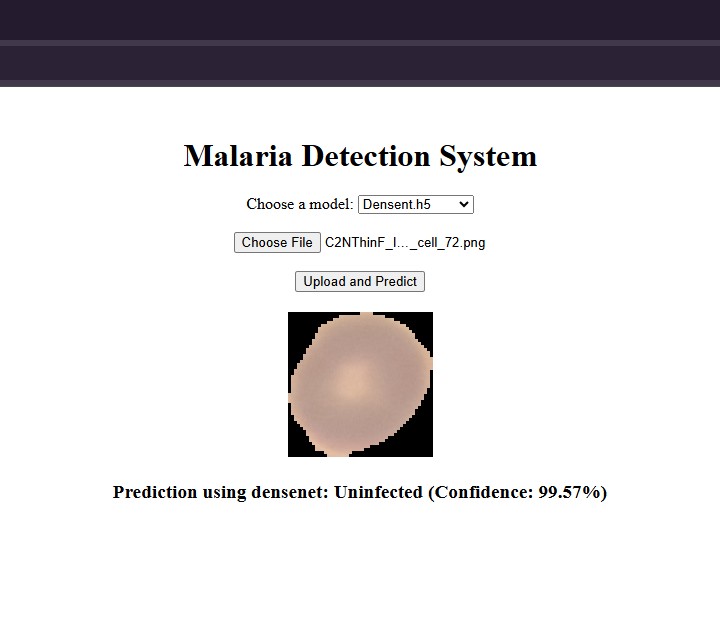 Malaria Detection System
Choose a model: Densent.h5
Choose File C2NThinF_I..._cell_72.png
Upload and Predict
Prediction using densenet: Uninfected (Confidence: 99.57%)